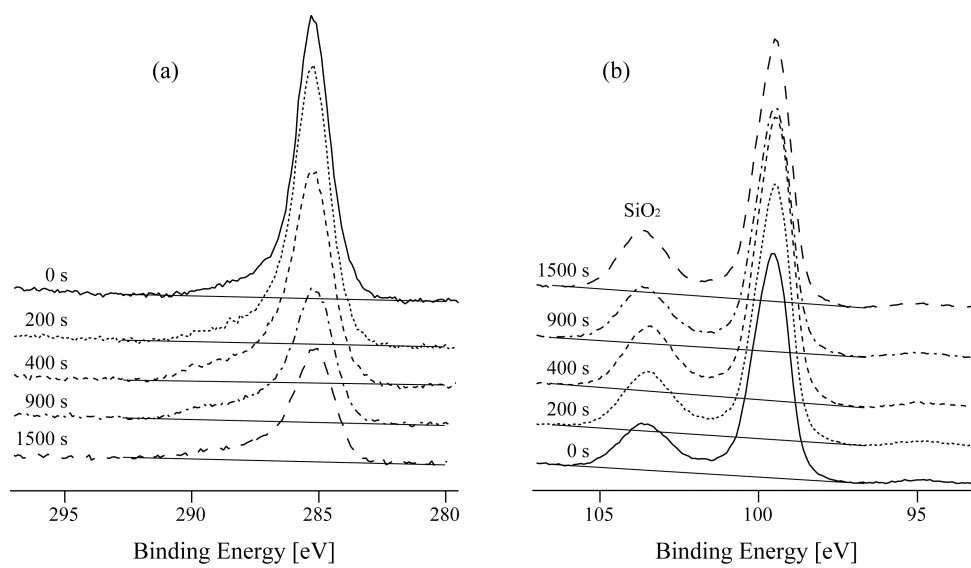 (a)
0 s
200 s
400 s
900 s
1500 s
295 290 285 280
Binding Energy [eV]
(b)
SiO₂
1500 s
900 s
400 s
200 s
0 s
105 100 95
Binding Energy [eV]